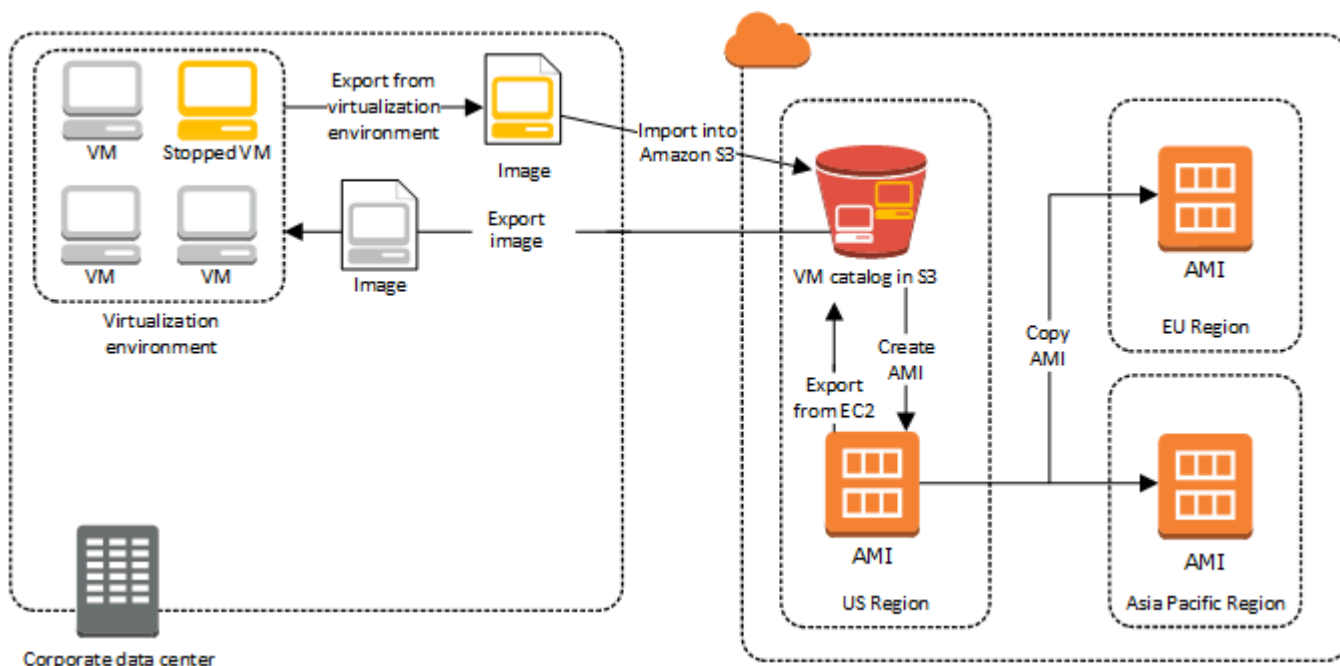 VM
Stopped VM
VM
VM
Virtualization
environment
Export from
virtualization
environment
Image
Export
image
Image
Import into
Amazon S3
VM catalog in S3
Create
AMI
Export
from EC2
AMI
US Region
Copy
AMI
AMI
EU Region
AMI
Asia Pacific Region
Corporate data center